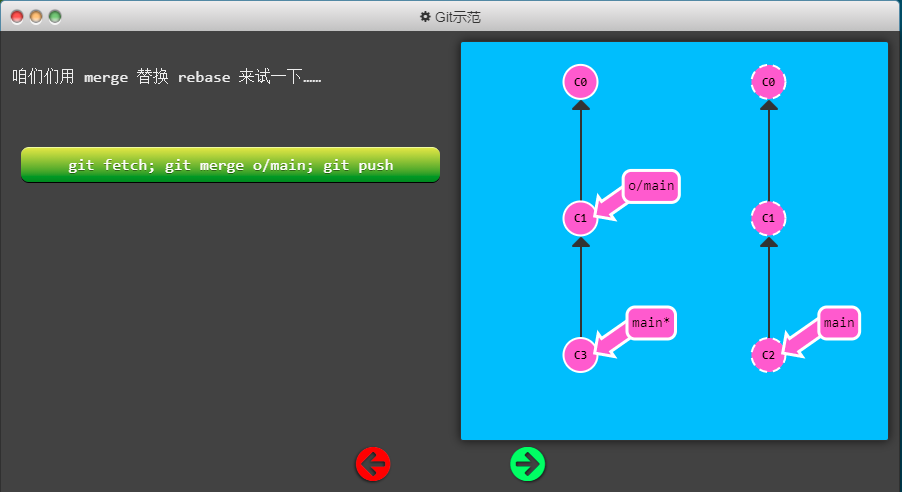 Git示范
咱们们用 merge 替换 rebase 来试一下……
git fetch; git merge o/main; git push
C0
C0
o/main
C1
C1
main*
main
C3
C2